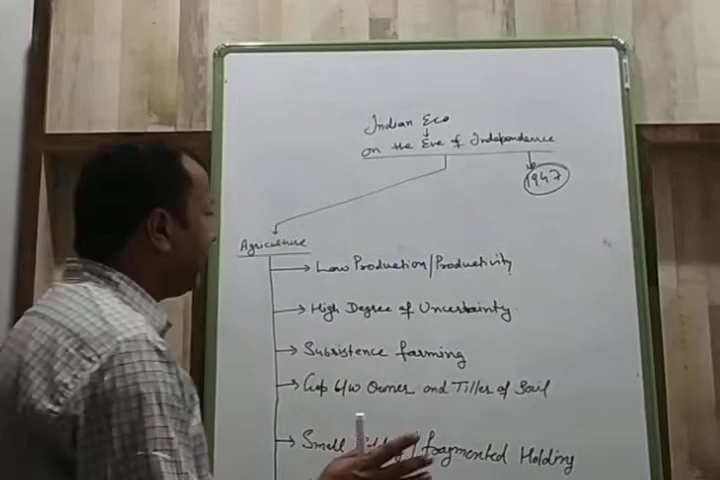 Indian Eco
on the Eve of Independence
1947
Agriculture
Low Production/Productivity
High Degree of Uncertainty
Subsistence farming
Gap b/w Owner and Tiller of Soil
Small / fragmented Holding